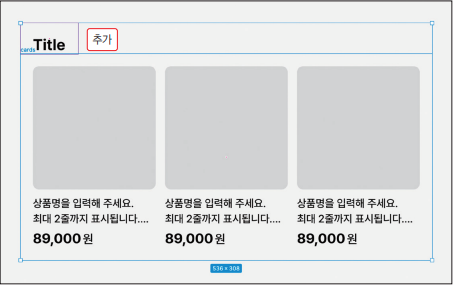 cards
Title
추가
상품명을 입력해 주세요.
최대 2줄까지 표시됩니다....
89,000원
상품명을 입력해 주세요.
최대 2줄까지 표시됩니다....
89,000원
상품명을 입력해 주세요.
최대 2줄까지 표시됩니다....
89,000원
536 × 308